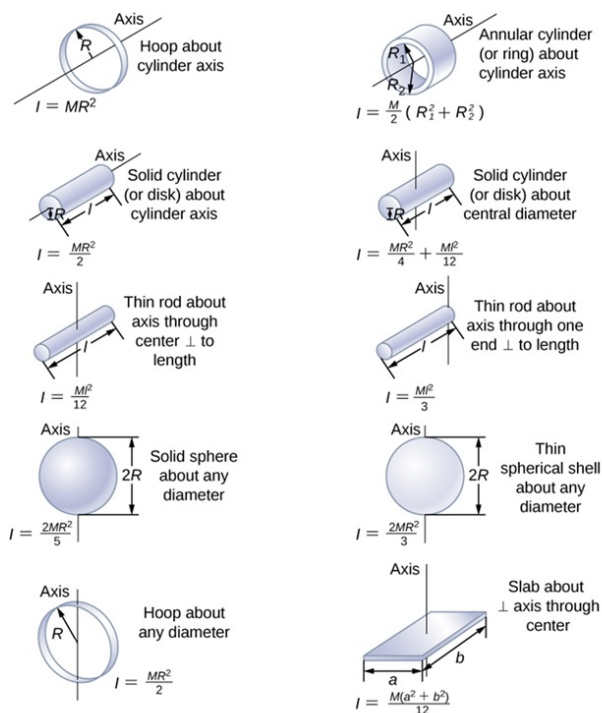 Axis
R
Hoop about
cylinder axis
I = MR²
Axis
R₁
R₂
Annular cylinder
(or ring) about
cylinder axis
I = M/2 (R₁² + R₂²)
Axis
R
l
Solid cylinder
(or disk) about
cylinder axis
I = MR²/2
Axis
R
l
Solid cylinder
(or disk) about
central diameter
I = MR²/4 + Ml²/12
Axis
l
Thin rod about
axis through
center ⊥ to
length
I = Ml²/12
Axis
l
Thin rod about
axis through one
end ⊥ to length
I = Ml²/3
Axis
2R
Solid sphere
about any
diameter
I = 2MR²/5
Axis
2R
Thin
spherical shell
about any
diameter
I = 2MR²/3
Axis
R
Hoop about
any diameter
I = MR²/2
Axis
a
b
Slab about
⊥ axis through
center
I = M(a² + b²)/12